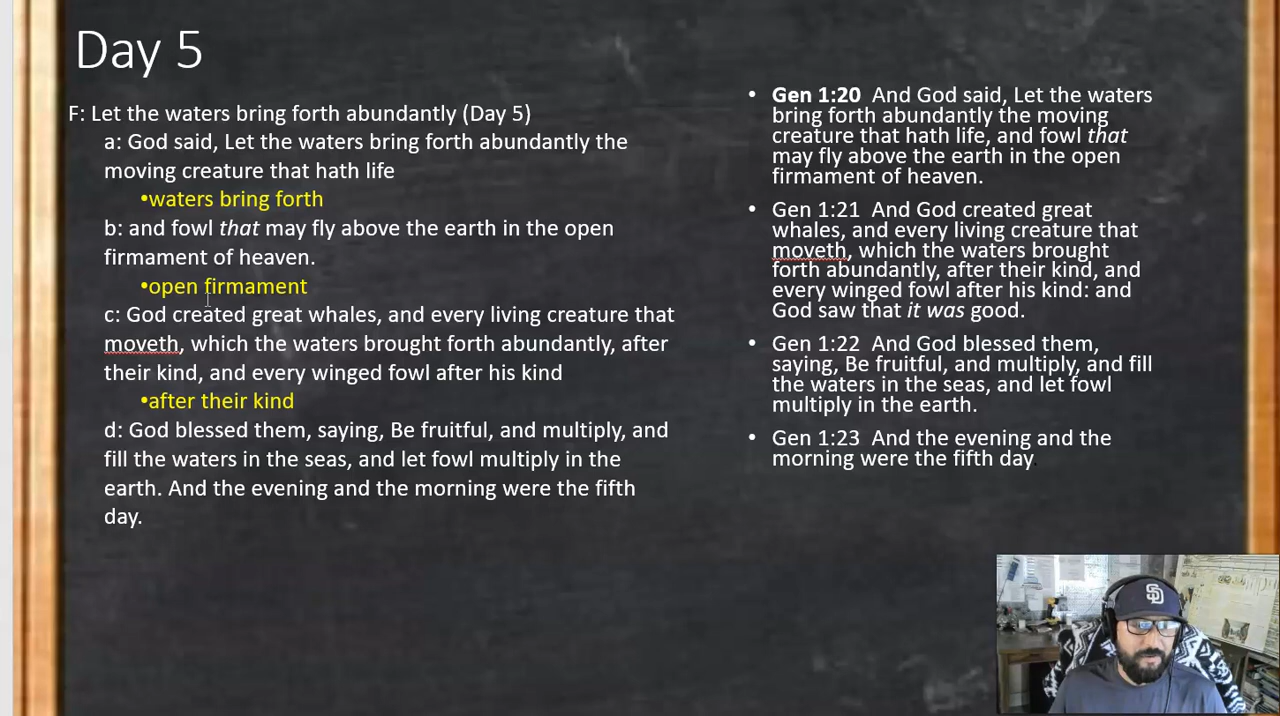 Day 5
F: Let the waters bring forth abundantly (Day 5)
a: God said, Let the waters bring forth abundantly the
moving creature that hath life
•waters bring forth
b: and fowl that may fly above the earth in the open
firmament of heaven.
•open firmament
c: God created great whales, and every living creature that
moveth, which the waters brought forth abundantly, after
their kind, and every winged fowl after his kind
•after their kind
d: God blessed them, saying, Be fruitful, and multiply, and
fill the waters in the seas, and let fowl multiply in the
earth. And the evening and the morning were the fifth
day.
• Gen 1:20 And God said, Let the waters
bring forth abundantly the moving
creature that hath life, and fowl that
may fly above the earth in the open
firmament of heaven.
• Gen 1:21 And God created great
whales, and every living creature that
moveth, which the waters brought
forth abundantly, after their kind, and
every winged fowl after his kind: and
God saw that it was good.
• Gen 1:22 And God blessed them,
saying, Be fruitful, and multiply, and fill
the waters in the seas, and let fowl
multiply in the earth.
• Gen 1:23 And the evening and the
morning were the fifth day.
SD